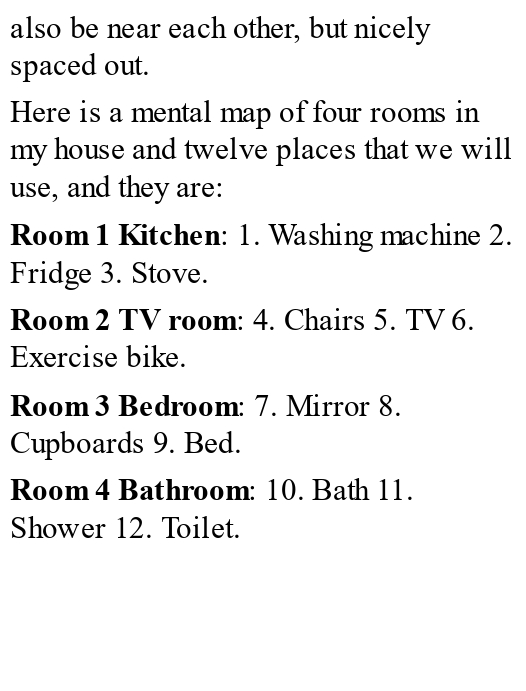 also be near each other, but nicely
spaced out.
Here is a mental map of four rooms in
my house and twelve places that we will
use, and they are:
Room 1 Kitchen: 1. Washing machine 2.
Fridge 3. Stove.
Room 2 TV room: 4. Chairs 5. TV 6.
Exercise bike.
Room 3 Bedroom: 7. Mirror 8.
Cupboards 9. Bed.
Room 4 Bathroom: 10. Bath 11.
Shower 12. Toilet.